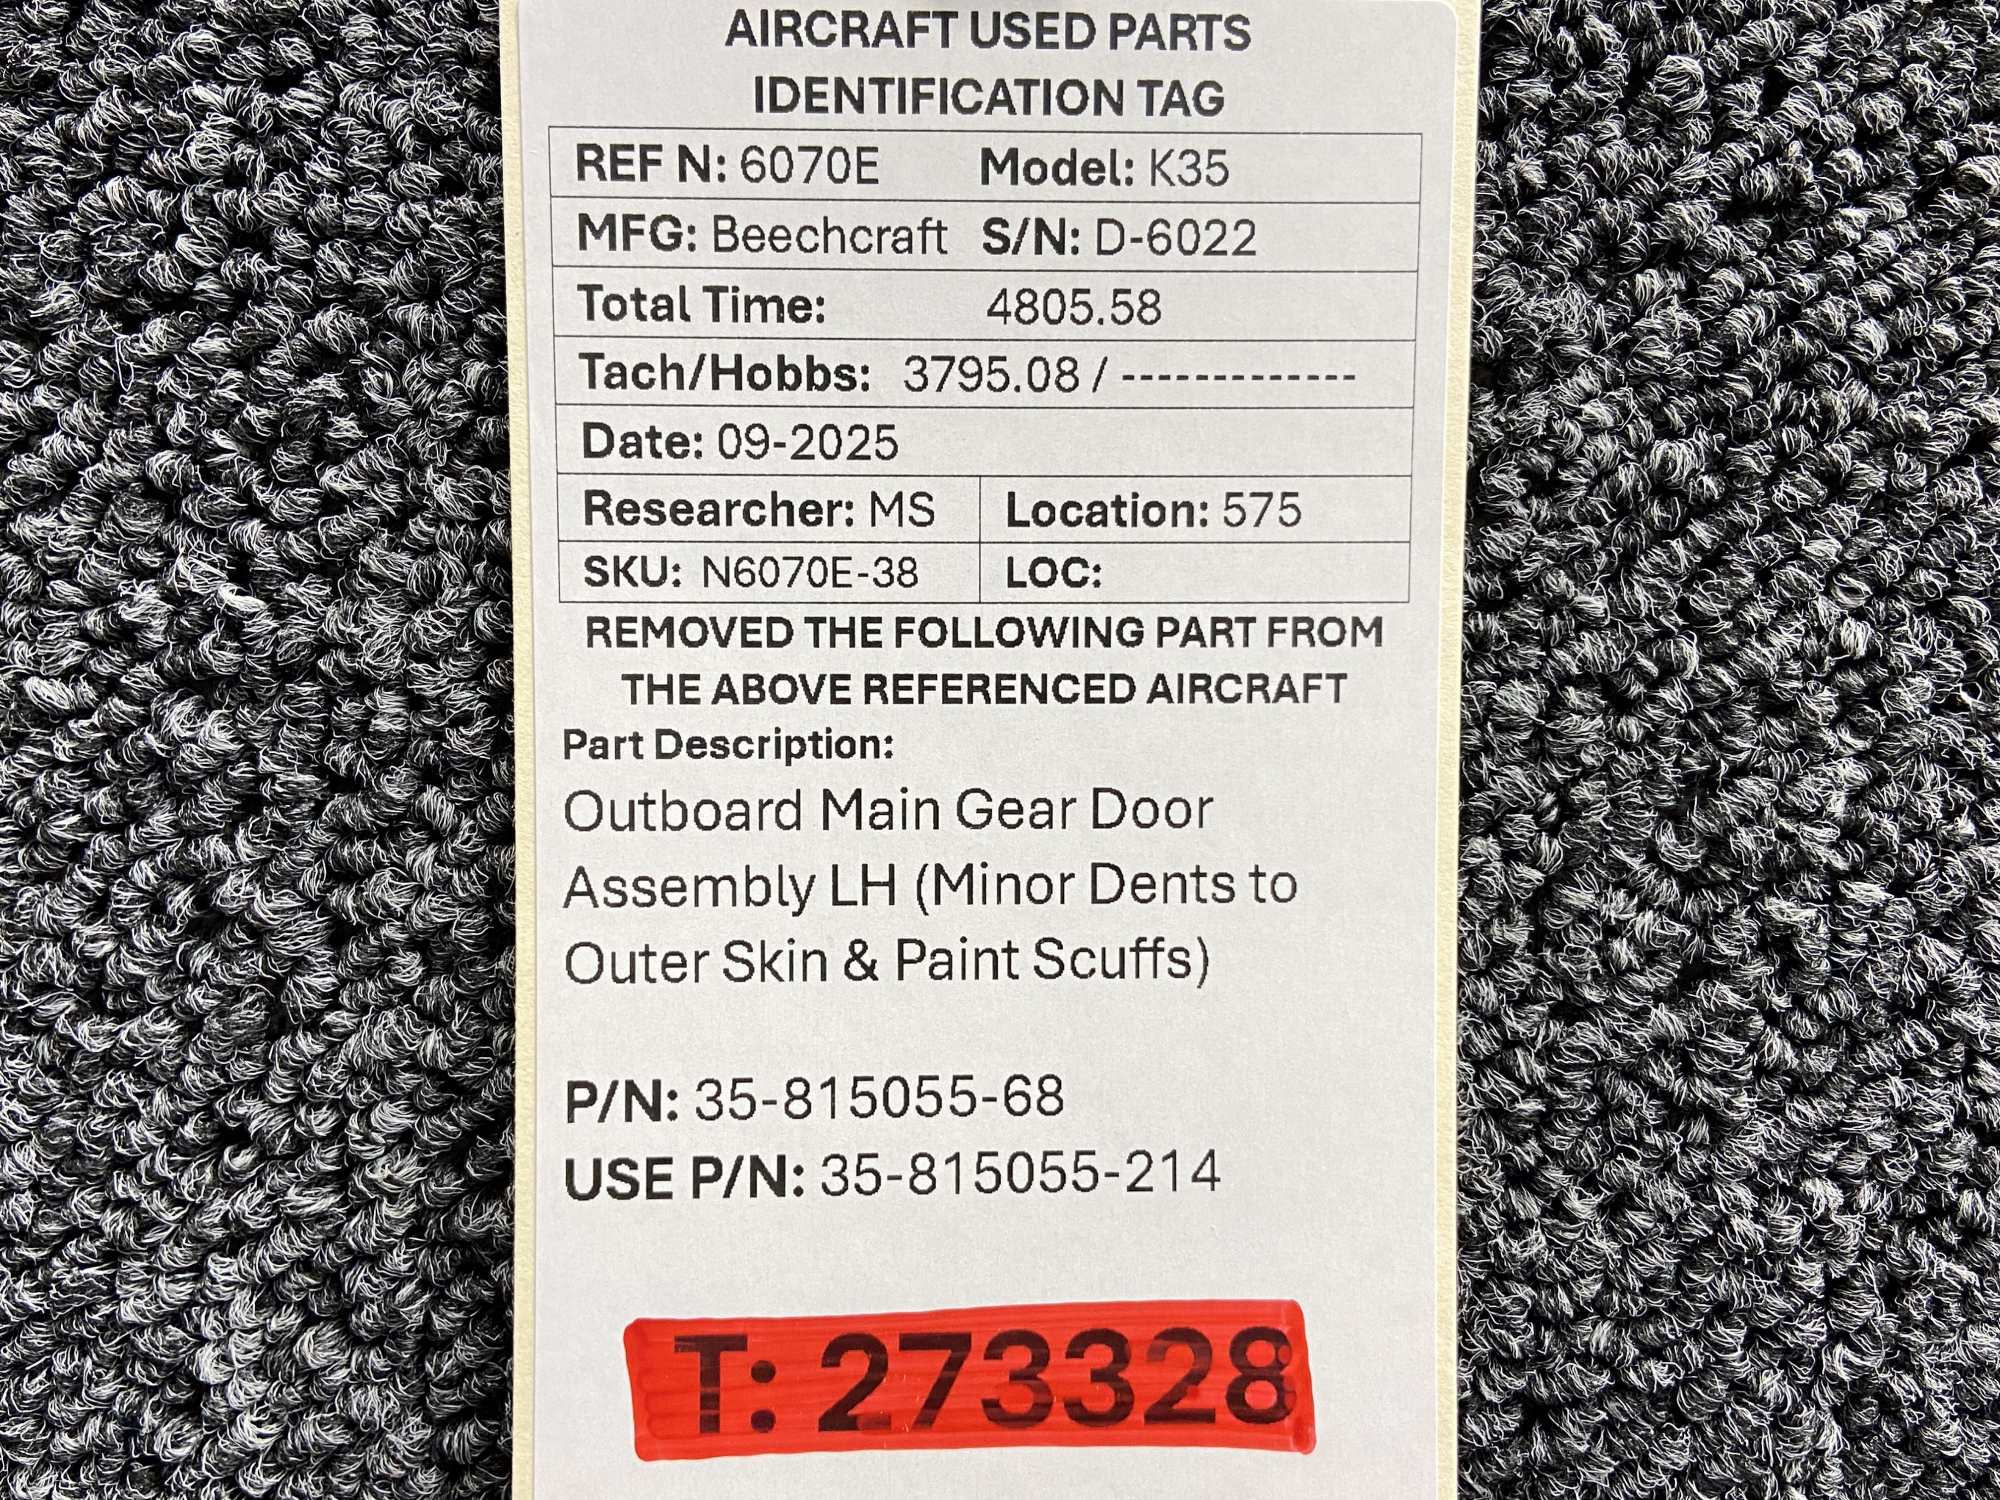 AIRCRAFT USED PARTS
IDENTIFICATION TAG
REF N: 6070E Model: K35
MFG: Beechcraft S/N: D-6022
Total Time: 4805.58
Tach/Hobbs: 3795.08 / -------------
Date: 09-2025
Researcher: MS Location: 575
SKU: N6070E-38 LOC:
REMOVED THE FOLLOWING PART FROM
THE ABOVE REFERENCED AIRCRAFT
Part Description:
Outboard Main Gear Door
Assembly LH (Minor Dents to
Outer Skin & Paint Scuffs)
P/N: 35-815055-68
USE P/N: 35-815055-214
T: 273328